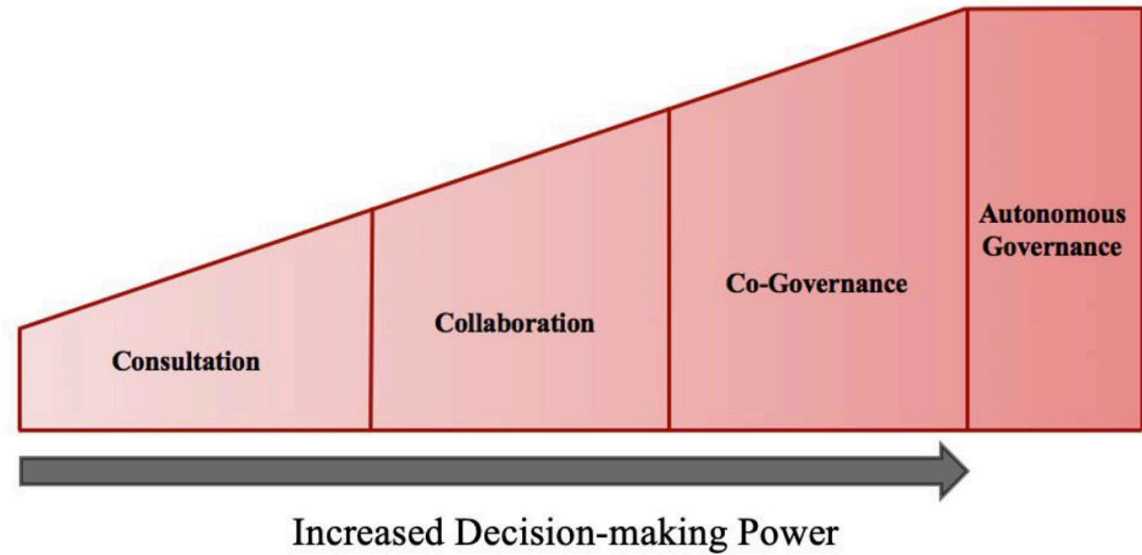 Consultation
Collaboration
Co-Governance
Autonomous
Governance
Increased Decision-making Power